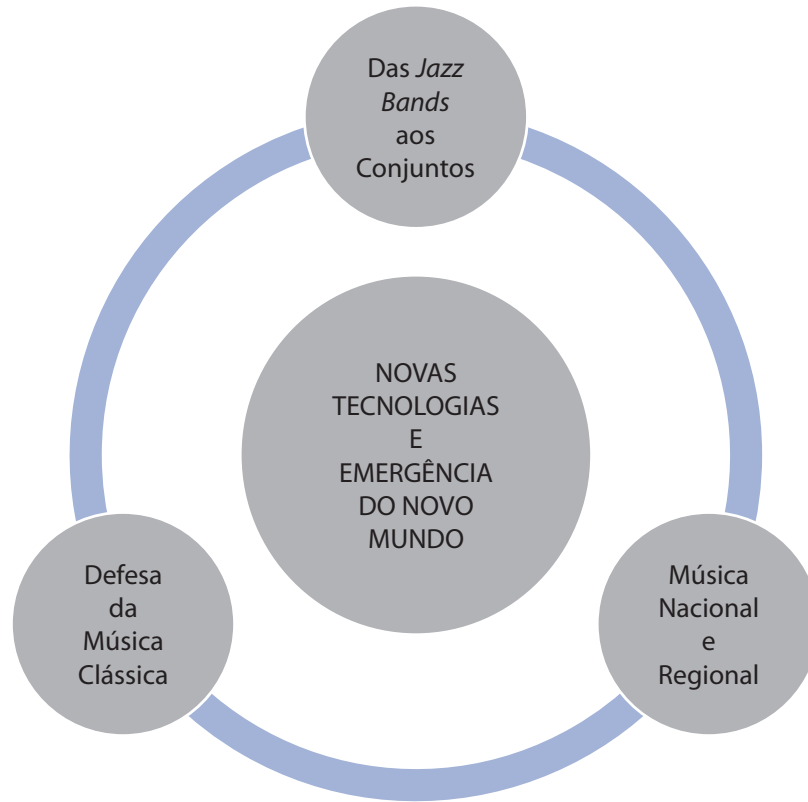 Das Jazz
Bands
aos
Conjuntos
NOVAS
TECNOLOGIAS
E
EMERGÊNCIA
DO NOVO
MUNDO
Defesa
da
Música
Clássica
Música
Nacional
e
Regional